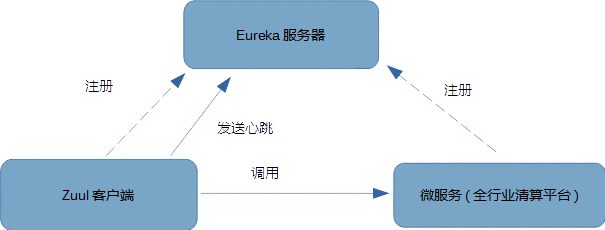 Eureka 服务器
注册
注册
发送心跳
调用
Zuul 客户端
微服务 ( 全行业清算平台 )